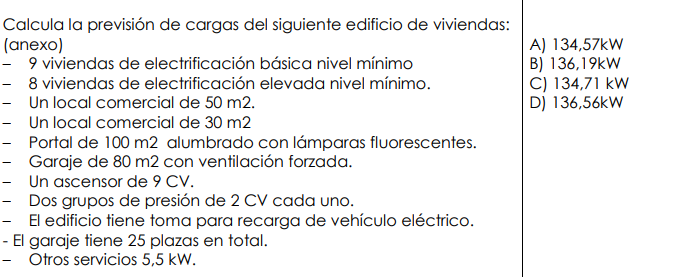 Calcula la previsión de cargas del siguiente edificio de viviendas:
(anexo)
– 9 viviendas de electrificación básica nivel mínimo
– 8 viviendas de electrificación elevada nivel mínimo.
– Un local comercial de 50 m2.
– Un local comercial de 30 m2
– Portal de 100 m2 alumbrado con lámparas fluorescentes.
– Garaje de 80 m2 con ventilación forzada.
– Un ascensor de 9 CV.
– Dos grupos de presión de 2 CV cada uno.
– El edificio tiene toma para recarga de vehículo eléctrico.
- El garaje tiene 25 plazas en total.
– Otros servicios 5,5 kW.
A) 134,57kW
B) 136,19kW
C) 134,71 kW
D) 136,56kW